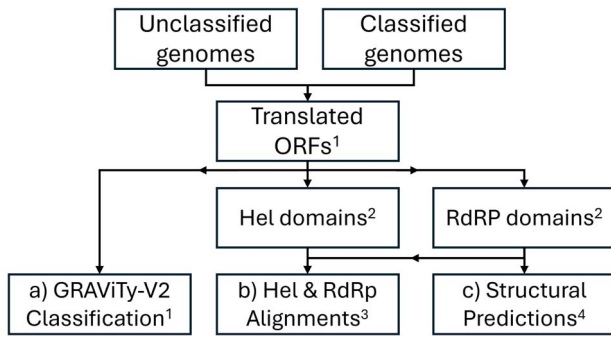 Unclassified
genomes
Classified
genomes
Translated
ORFs¹
Hel domains²
RdRP domains²
a) GRAViTy-V2
Classification¹
b) Hel & RdRp
Alignments³
c) Structural
Predictions⁴